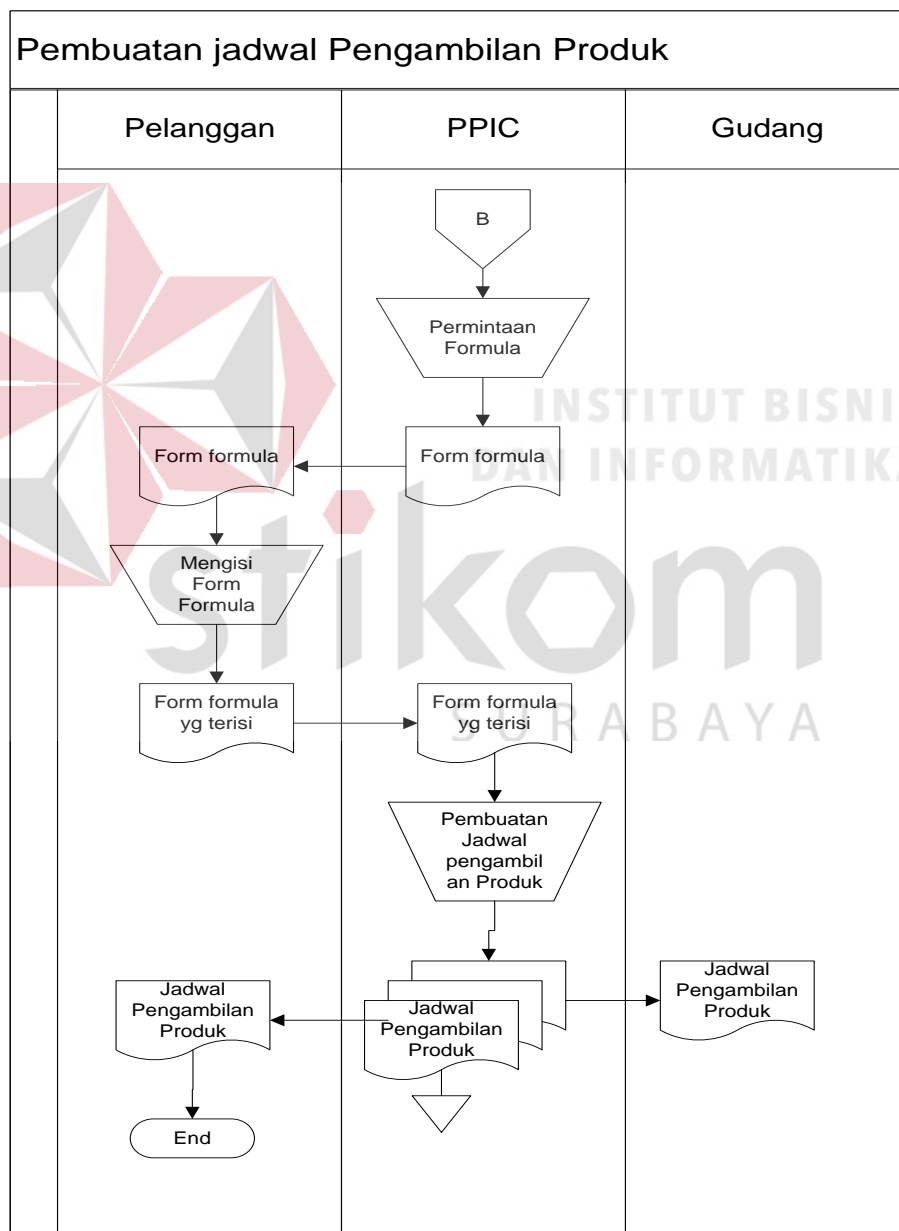 Pembuatan jadwal Pengambilan Produk
Pelanggan
PPIC
Gudang
B
Permintaan
Formula
INSTITUT BISNI
DAN INFORMATIKA
Form formula
Form formula
Mengisi
Form
Formula
stikom
SURABAYA
Form formula
yg terisi
Form formula
yg terisi
Pembuatan
Jadwal
pengambil
an Produk
Jadwal
Pengambilan
Produk
Jadwal
Pengambilan
Produk
Jadwal
Pengambilan
Produk
End